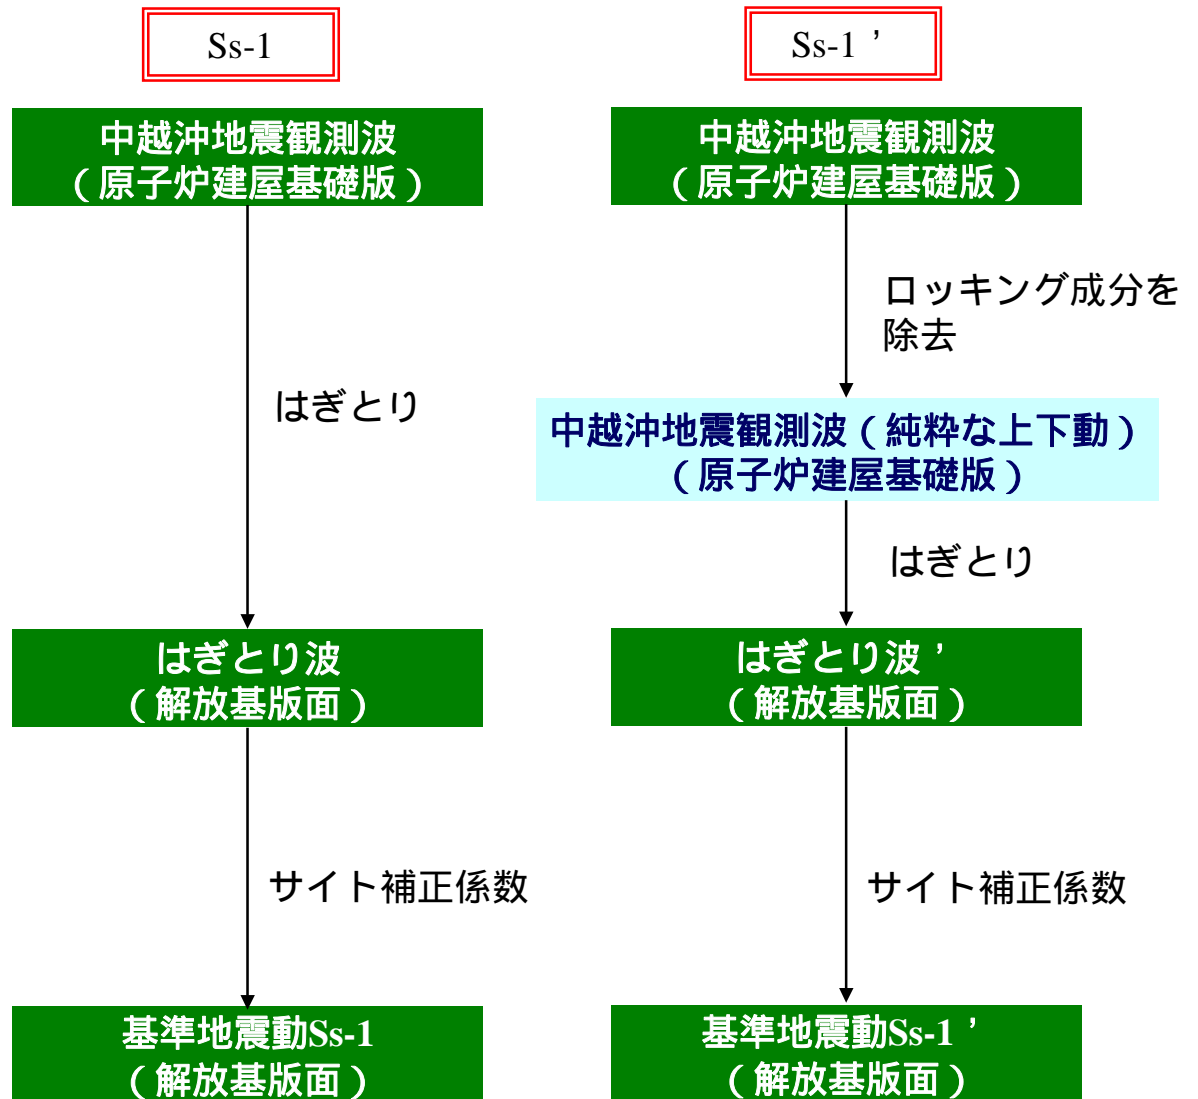 Ss-1
中越沖地震観測波
（原子炉建屋基礎版）
はぎとり
はぎとり波
（解放基版面）
サイト補正係数
基準地震動Ss-1
（解放基版面）
Ss-1 ’
中越沖地震観測波
（原子炉建屋基礎版）
ロッキング成分を
除去
中越沖地震観測波（純粋な上下動）
（原子炉建屋基礎版）
はぎとり
はぎとり波 ’
（解放基版面）
サイト補正係数
基準地震動Ss-1 ’
（解放基版面）